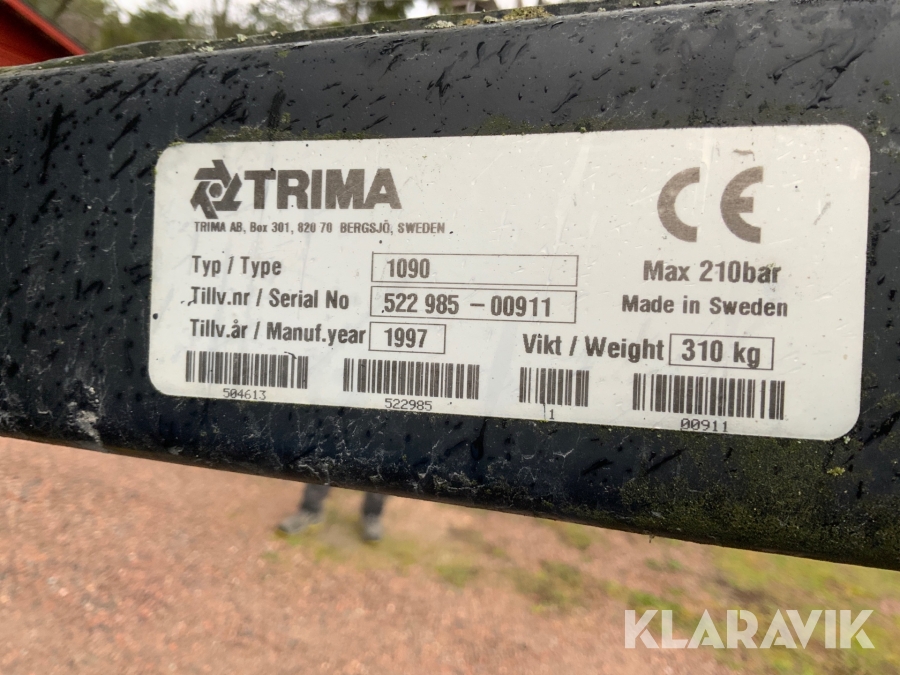 TRIMA
TRIMA AB, Box 301, 820 70 BERGSJÖ, SWEDEN
CE
Typ / Type 1090
Max 210bar
Tillv.nr / Serial No 522 985 - 00911
Made in Sweden
Tillv.år / Manuf.year 1997
Vikt / Weight 310 kg
504613 522985 1 00911
KLARAVIK